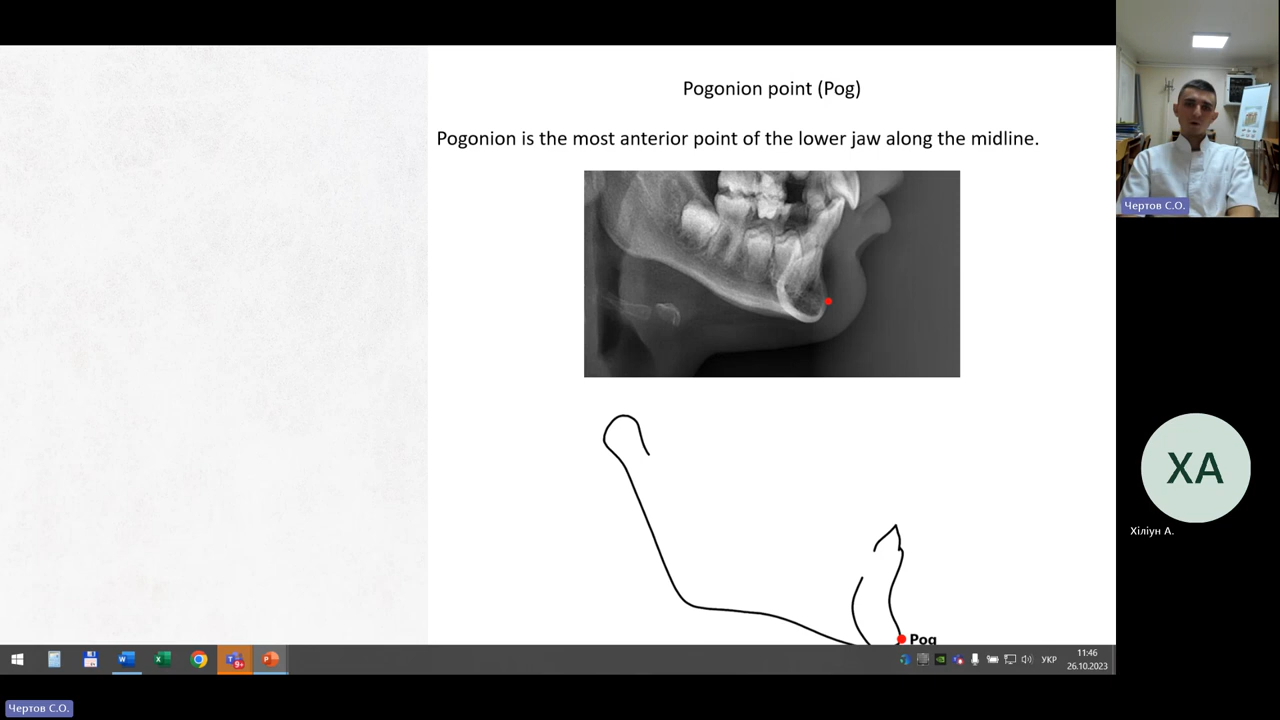 Pogonion point (Pog)
Pogonion is the most anterior point of the lower jaw along the midline.
Pog
Чертов С.О.
ХА
Хіліун А.
УКР
11:46
26.10.2023
Чертов С.О.